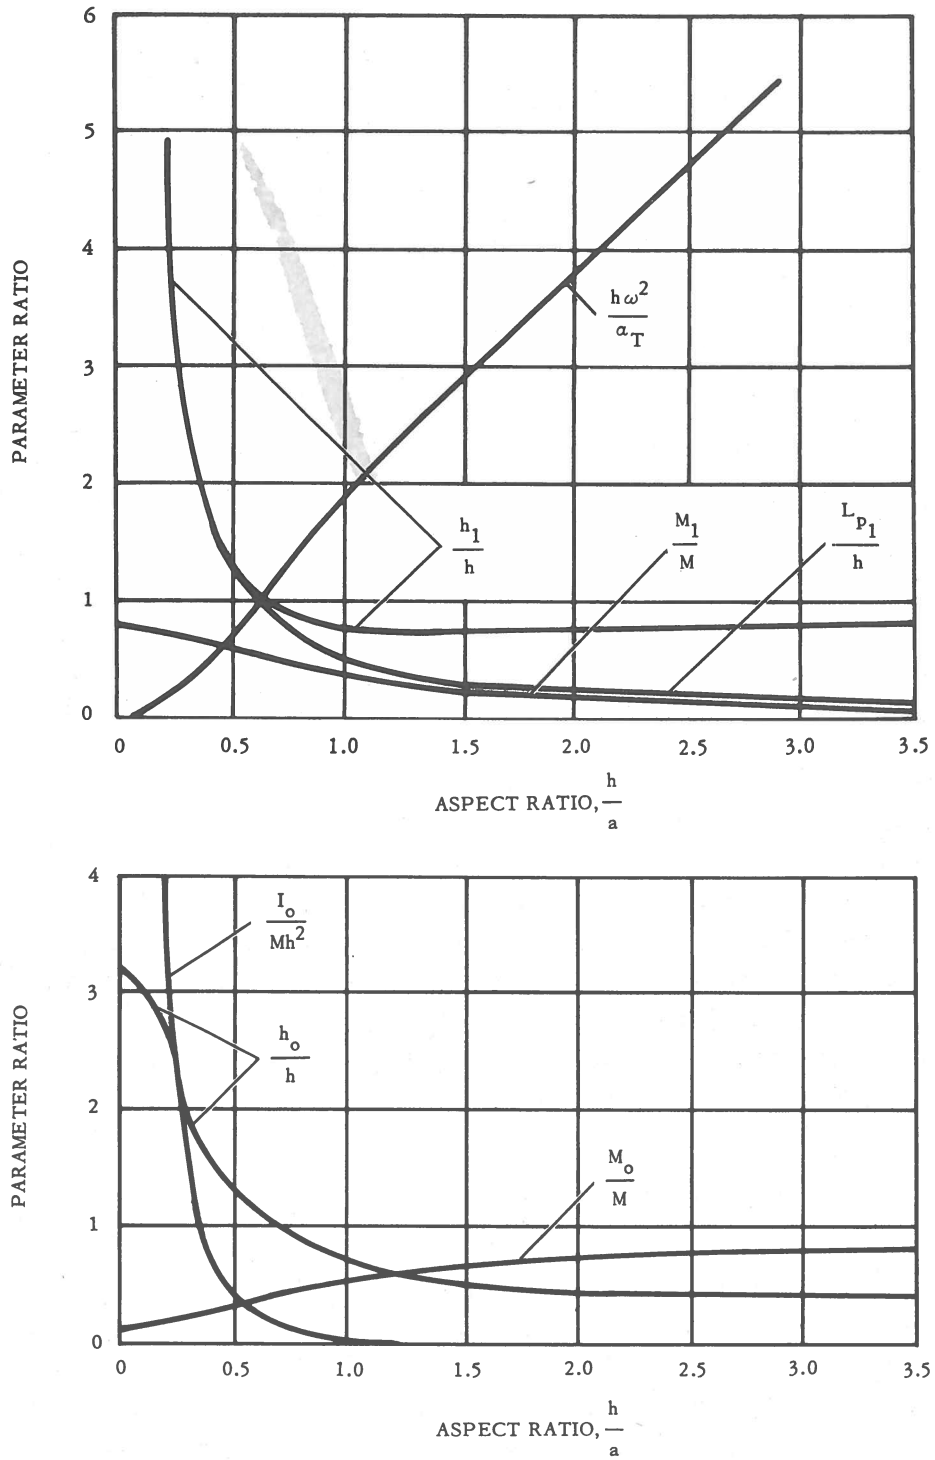 6
5
4
3
2
1
0
PARAMETER RATIO
hω²
α_T
h₁
h
M₁
M
L_p₁
h
0 0.5 1.0 1.5 2.0 2.5 3.0 3.5
ASPECT RATIO, h
a
4
3
2
1
0
PARAMETER RATIO
I_o
Mh²
h_o
h
M_o
M
0 0.5 1.0 1.5 2.0 2.5 3.0 3.5
ASPECT RATIO, h
a